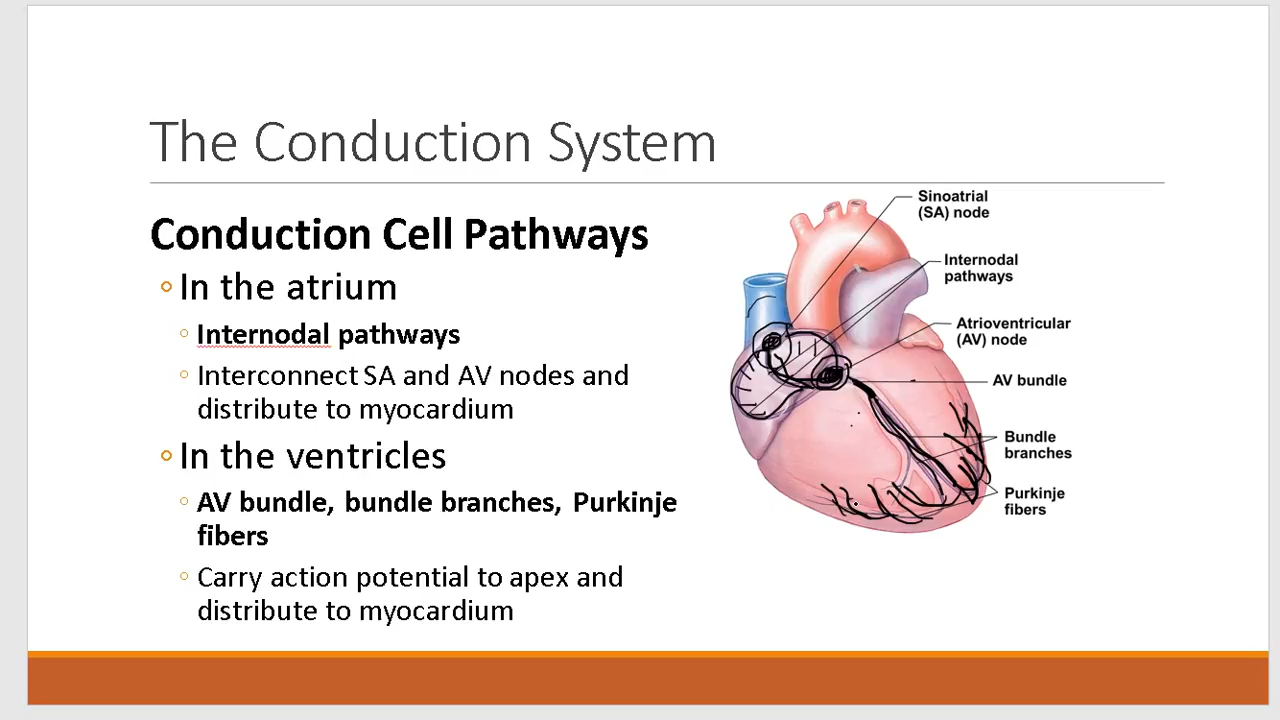 The Conduction System
Conduction Cell Pathways
In the atrium
Internodal pathways
Interconnect SA and AV nodes and
distribute to myocardium
In the ventricles
AV bundle, bundle branches, Purkinje
fibers
Carry action potential to apex and
distribute to myocardium
Sinoatrial
(SA) node
Internodal
pathways
Atrioventricular
(AV) node
AV bundle
Bundle
branches
Purkinje
fibers